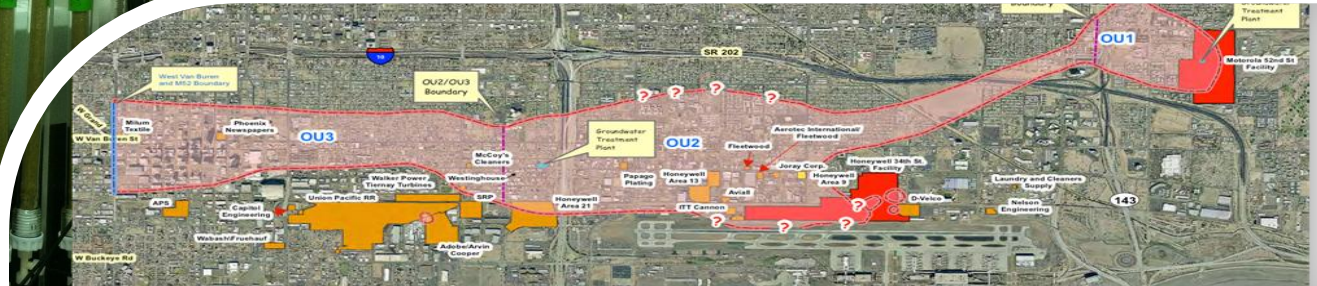 Boundary
Groundwater
Treatment
Plant
OU1
Motorola 52nd St
Facility
SR 202
10
West Van Buren
and M52 Boundary
OU2/OU3
Boundary
?
?
?
?
W Grand
W Van Buren St
Milum
Textile
Phoenix
Newspapers
OU3
Groundwater
Treatment
Plant
OU2
Aerotec International/
Fleetwood
Fleetwood
McCoy's
Cleaners
Westinghouse
Papago
Plating
Honeywell
Area 13
Joray Corp.
Honeywell
Area 9
Honeywell 34th St.
Facility
Aviall
Laundry and Cleaners
Supply
Walker Power
Tiernay Turbines
Union Pacific RR
SRP
APS
Capitol
Engineering
Honeywell
Area 21
ITT Cannon
D-Velco
Nelson
Engineering
143
?
?
?
?
Wabash/Fruehauf
Adobe/Arvin
Cooper
W Buckeye Rd